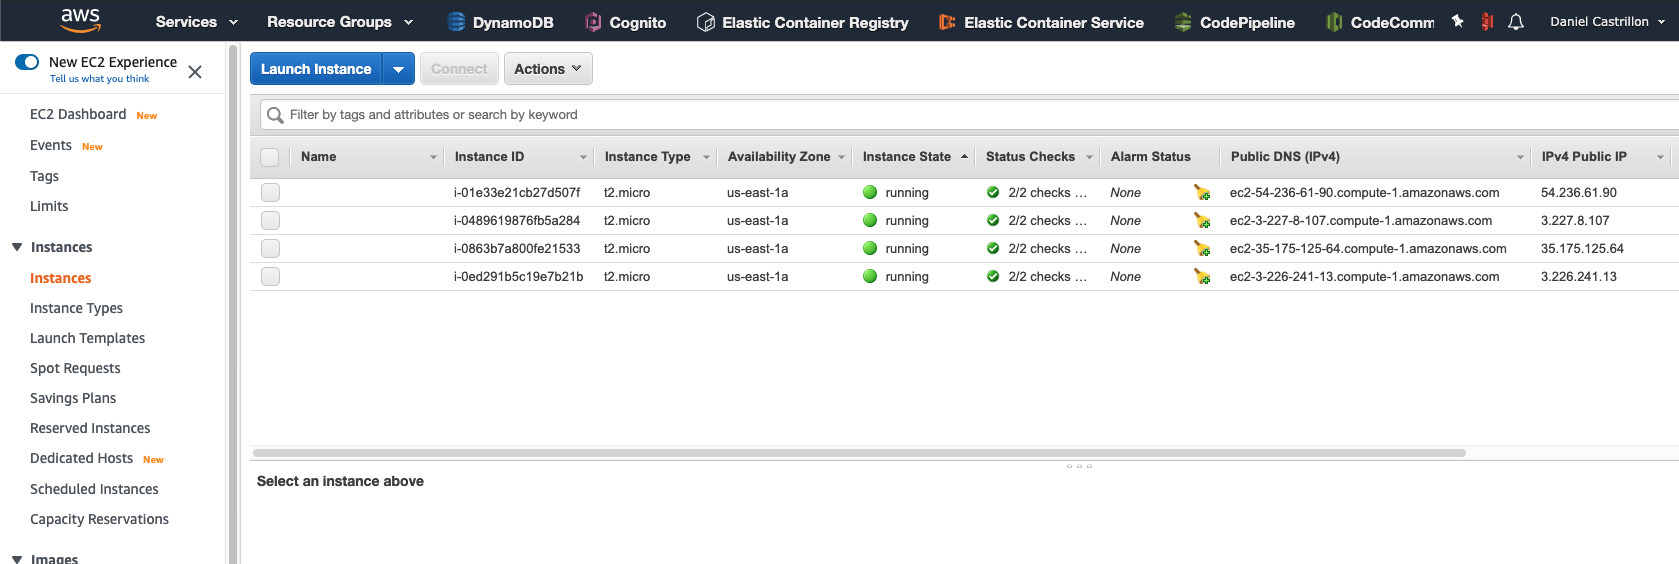 aws
Services
Resource Groups
DynamoDB
Cognito
Elastic Container Registry
Elastic Container Service
CodePipeline
CodeComm
Daniel Castrillon
New EC2 Experience
Tell us what you think
EC2 Dashboard New
Events New
Tags
Limits
Instances
Instances
Instance Types
Launch Templates
Spot Requests
Savings Plans
Reserved Instances
Dedicated Hosts New
Scheduled Instances
Capacity Reservations
Images
Launch Instance
Connect
Actions
Filter by tags and attributes or search by keyword
Name Instance ID Instance Type Availability Zone Instance State Status Checks Alarm Status Public DNS (IPv4) IPv4 Public IP
i-01e33e21cb27d507f t2.micro us-east-1a running 2/2 checks ... None ec2-54-236-61-90.compute-1.amazonaws.com 54.236.61.90
i-0489619876fb5a284 t2.micro us-east-1a running 2/2 checks ... None ec2-3-227-8-107.compute-1.amazonaws.com 3.227.8.107
i-0863b7a800fe21533 t2.micro us-east-1a running 2/2 checks ... None ec2-35-175-125-64.compute-1.amazonaws.com 35.175.125.64
i-0ed291b5c19e7b21b t2.micro us-east-1a running 2/2 checks ... None ec2-3-226-241-13.compute-1.amazonaws.com 3.226.241.13
Select an instance above